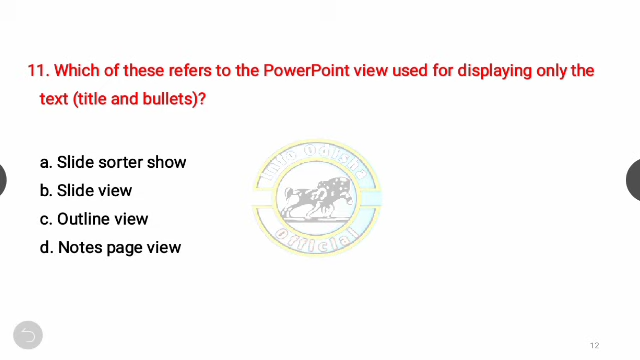 11. Which of these refers to the PowerPoint view used for displaying only the
text (title and bullets)?
a. Slide sorter show
b. Slide view
c. Outline view
d. Notes page view
Official
12